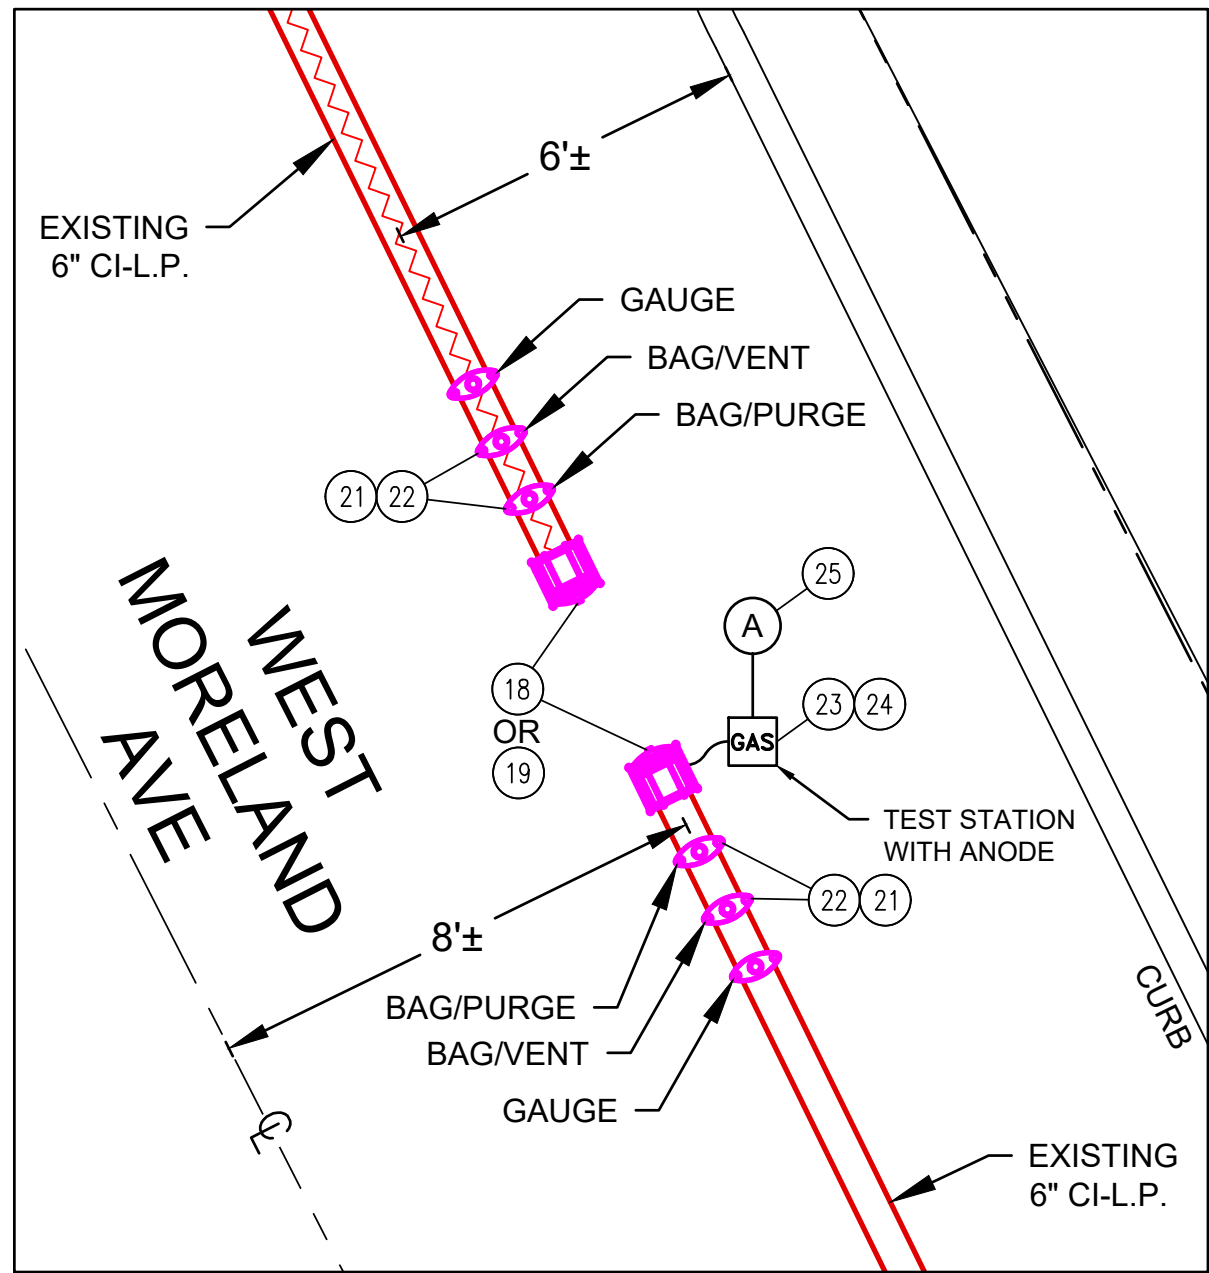 6'±
EXISTING
6" CI-L.P.
GAUGE
BAG/VENT
BAG/PURGE
21 22
25
A
WEST
MORELAND
AVE
18
OR
19
23 24
GAS
TEST STATION
WITH ANODE
22 21
8'±
BAG/PURGE
BAG/VENT
GAUGE
CURB
CL
EXISTING
6" CI-L.P.